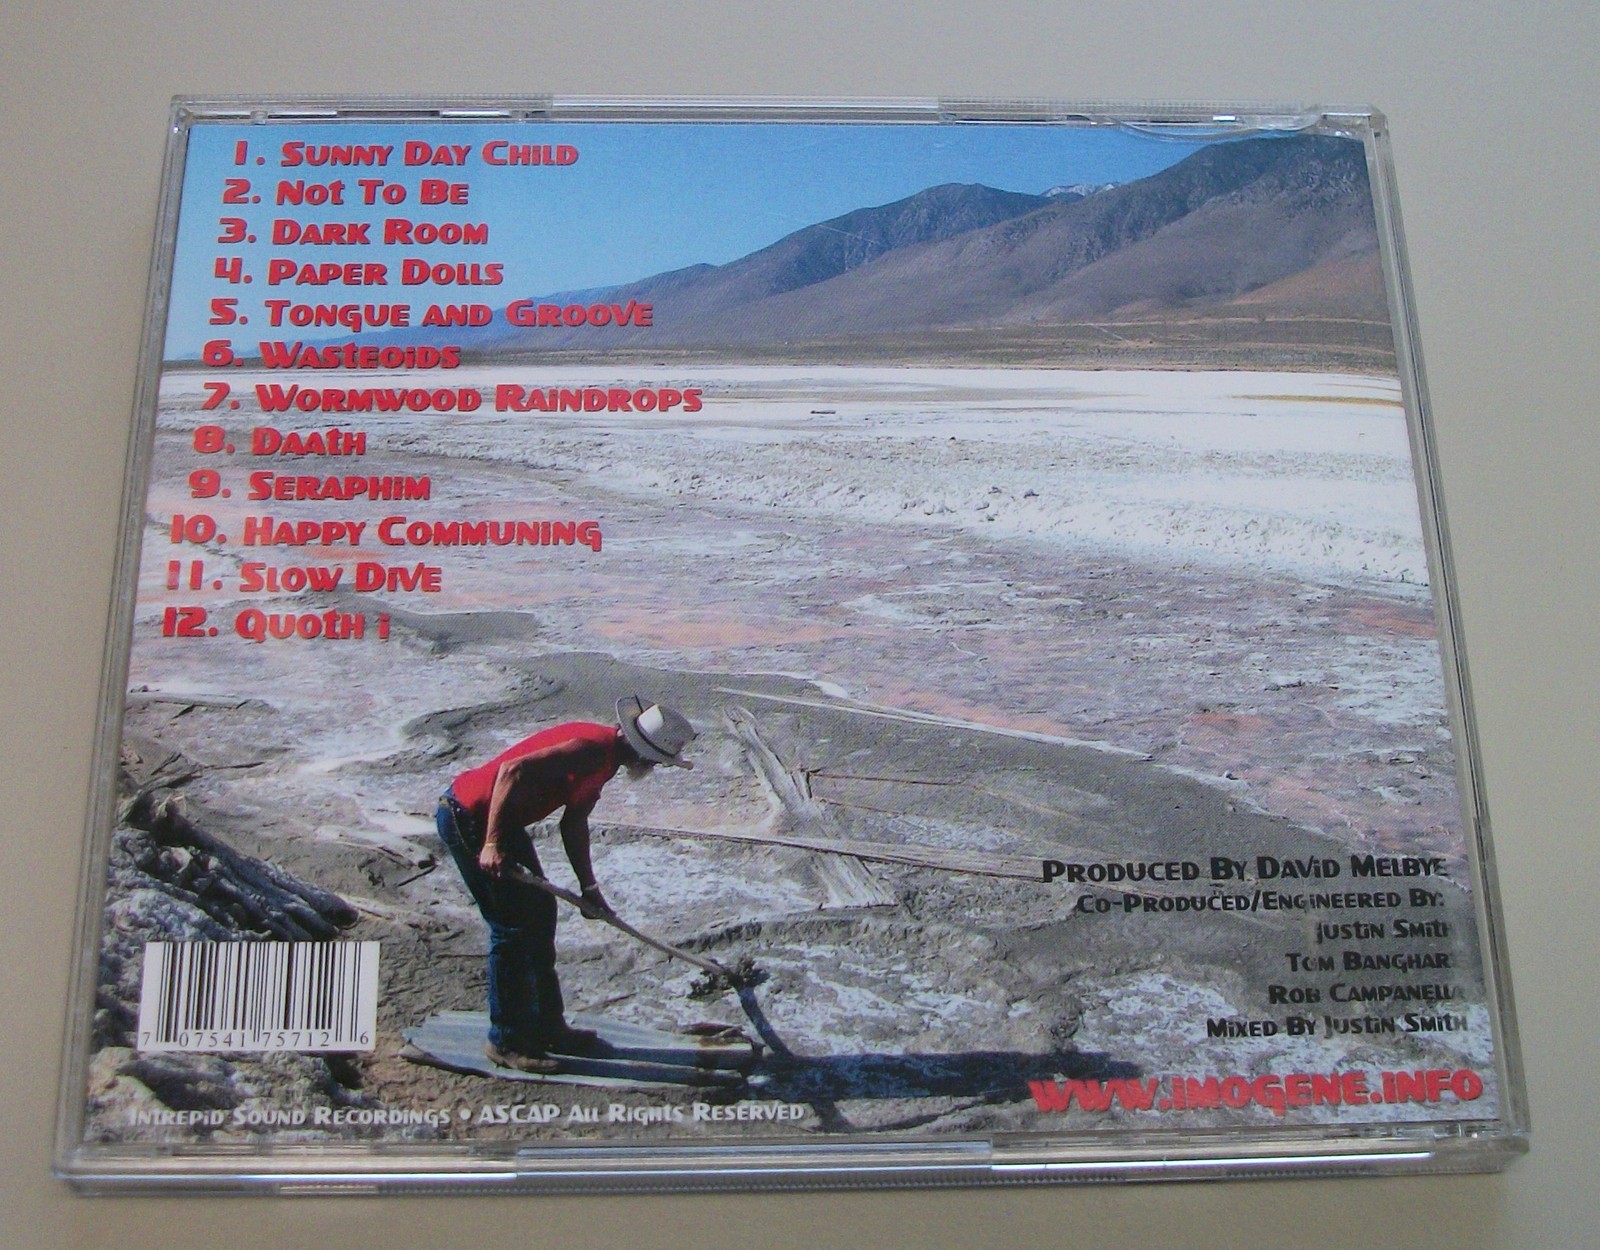 1. Sunny Day Child
2. Not To Be
3. Dark Room
4. Paper Dolls
5. Tongue and Groove
6. Wasteoids
7. Wormwood Raindrops
8. Daath
9. Seraphim
10. Happy Communing
11. Slow Dive
12. Quoth i
Produced By David Melbye
Co-Produced/Engineered By:
Justin Smith
Tom Banghar
Rob Campanella
Mixed By Justin Smith
www.imogene.info
7 07541 75712 6
Intrepid Sound Recordings • ASCAP All Rights Reserved